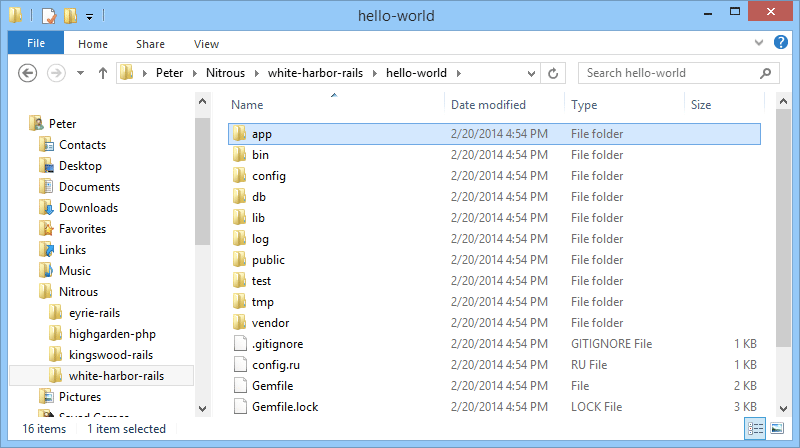 hello-world
File Home Share View
Peter Nitrous white-harbor-rails hello-world Search hello-world
Name Date modified Type Size
Peter
Contacts
Desktop
Documents
Downloads
Favorites
Links
Music
Nitrous
eyrie-rails
highgarden-php
kingswood-rails
white-harbor-rails
Pictures
Saved Games
app 2/20/2014 4:54 PM File folder
bin 2/20/2014 4:54 PM File folder
config 2/20/2014 4:54 PM File folder
db 2/20/2014 4:54 PM File folder
lib 2/20/2014 4:54 PM File folder
log 2/20/2014 4:54 PM File folder
public 2/20/2014 4:54 PM File folder
test 2/20/2014 4:54 PM File folder
tmp 2/20/2014 4:54 PM File folder
vendor 2/20/2014 4:54 PM File folder
.gitignore 2/20/2014 4:54 PM GITIGNORE File 1 KB
config.ru 2/20/2014 4:54 PM RU File 1 KB
Gemfile 2/20/2014 4:54 PM File 2 KB
Gemfile.lock 2/20/2014 4:54 PM LOCK File 3 KB
16 items 1 item selected